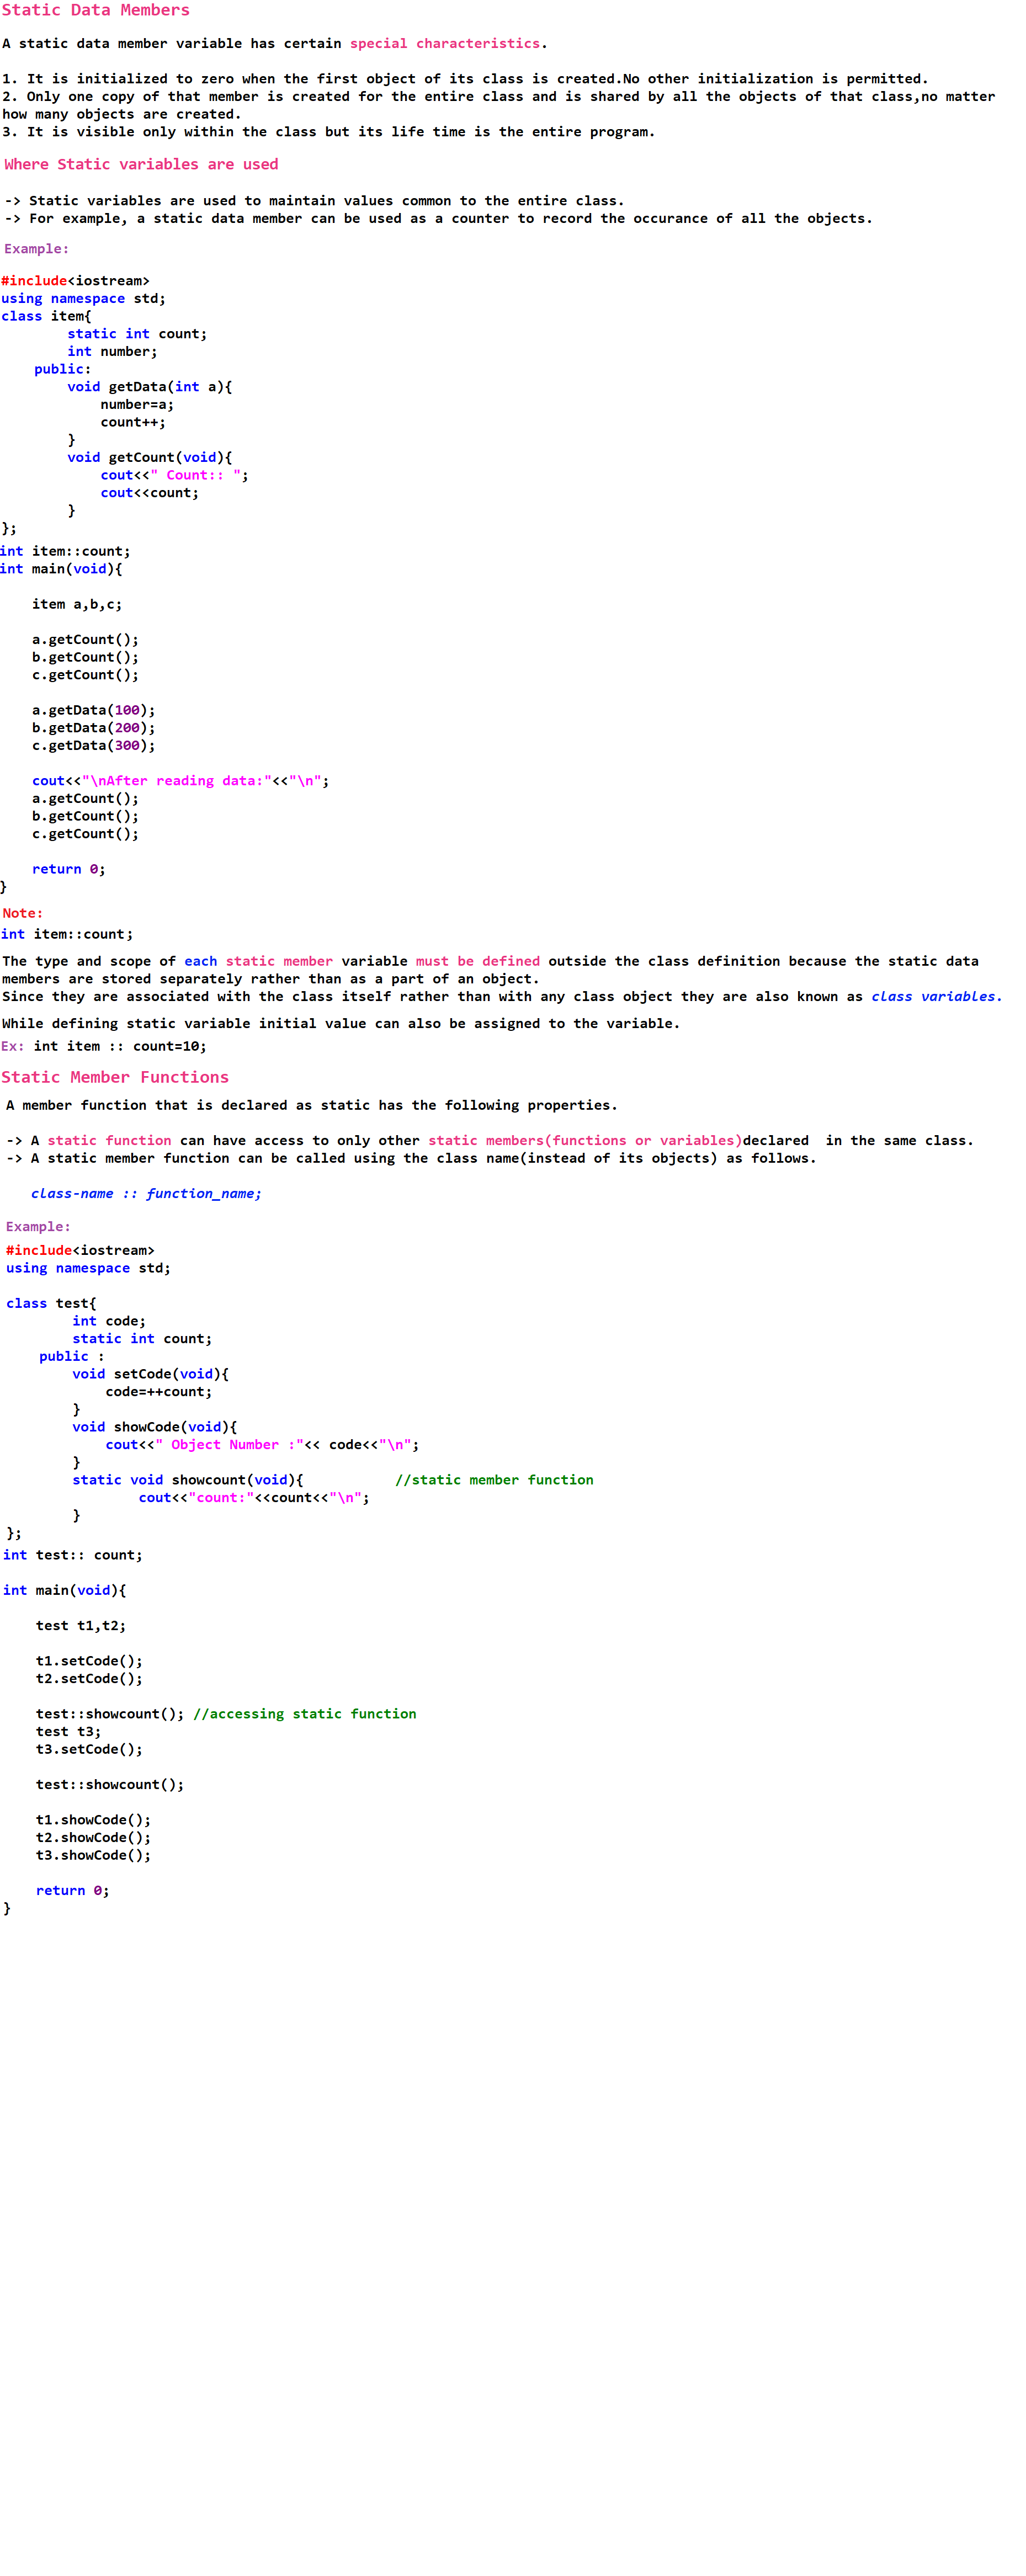 Static Data Members
A static data member variable has certain special characteristics.
1. It is initialized to zero when the first object of its class is created.No other initialization is permitted.
2. Only one copy of that member is created for the entire class and is shared by all the objects of that class,no matter
how many objects are created.
3. It is visible only within the class but its life time is the entire program.
Where Static variables are used
-> Static variables are used to maintain values common to the entire class.
-> For example, a static data member can be used as a counter to record the occurance of all the objects.
Example:
#include<iostream>
using namespace std;
class item{
        static int count;
        int number;
    public:
        void getData(int a){
            number=a;
            count++;
        }
        void getCount(void){
            cout<<" Count:: ";
            cout<<count;
        }
};
int item::count;
int main(void){
    item a,b,c;
    a.getCount();
    b.getCount();
    c.getCount();
    a.getData(100);
    b.getData(200);
    c.getData(300);
    cout<<"\nAfter reading data:"<<"\n";
    a.getCount();
    b.getCount();
    c.getCount();
    return 0;
}
Note:
int item::count;
The type and scope of each static member variable must be defined outside the class definition because the static data
members are stored separately rather than as a part of an object.
Since they are associated with the class itself rather than with any class object they are also known as class variables.
While defining static variable initial value can also be assigned to the variable.
Ex: int item :: count=10;
Static Member Functions
A member function that is declared as static has the following properties.
-> A static function can have access to only other static members(functions or variables)declared  in the same class.
-> A static member function can be called using the class name(instead of its objects) as follows.
   class-name :: function_name;
Example:
#include<iostream>
using namespace std;
class test{
        int code;
        static int count;
    public :
        void setCode(void){
            code=++count;
        }
        void showCode(void){
            cout<<" Object Number :"<< code<<"\n";
        }
        static void showcount(void){           //static member function
                cout<<"count:"<<count<<"\n";
        }
};
int test:: count;
int main(void){
    test t1,t2;
    t1.setCode();
    t2.setCode();
    test::showcount(); //accessing static function
    test t3;
    t3.setCode();
    test::showcount();
    t1.showCode();
    t2.showCode();
    t3.showCode();
    return 0;
}